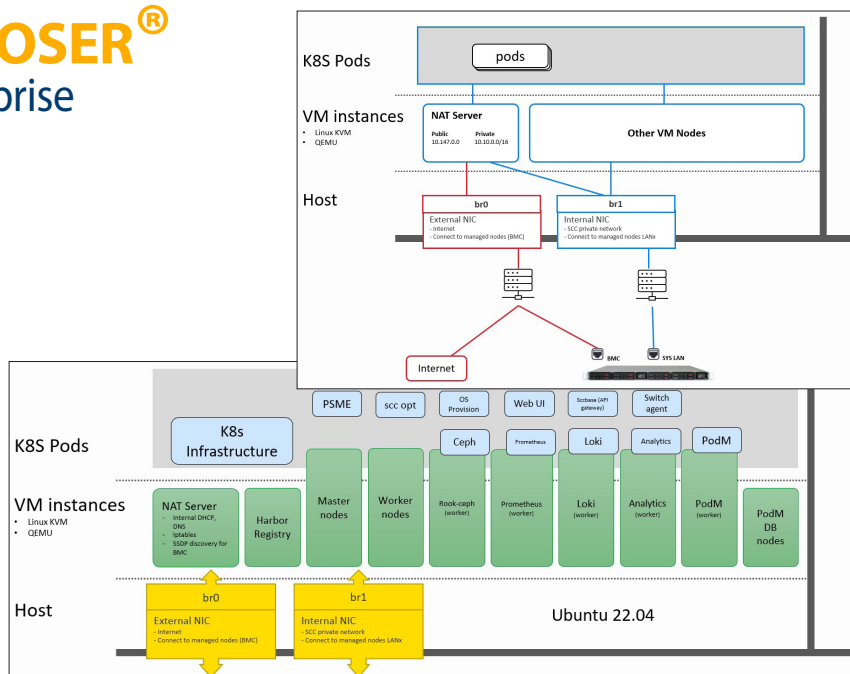 OSER®
prise
K8S Pods
pods
VM instances
• Linux KVM
• QEMU
NAT Server
Public Private
10.147.0.0 10.10.0.0/16
Other VM Nodes
Host
br0
External NIC
- Internet
- Connect to managed nodes (BMC)
br1
Internal NIC
- SCC private network
- Connect to managed nodes LANx
Internet
BMC
SYS LAN
K8S Pods
K8s
Infrastructure
PSME
scc opt
OS
Provision
Web UI
Sccbase (API
gateway)
Switch
agent
Ceph
Prometheus
Loki
Analytics
PodM
VM instances
• Linux KVM
• QEMU
NAT Server
- Internal DHCP,
DNS
- Iptables
- SSDP discovery for
BMC
Harbor
Registry
Master
nodes
Worker
nodes
Rook-ceph
(worker)
Prometheus
(worker)
Loki
(worker)
Analytics
(worker)
PodM
(worker)
PodM
DB
nodes
Host
br0
External NIC
- Internet
- Connect to managed nodes (BMC)
br1
Internal NIC
- SCC private network
- Connect to managed nodes LANx
Ubuntu 22.04